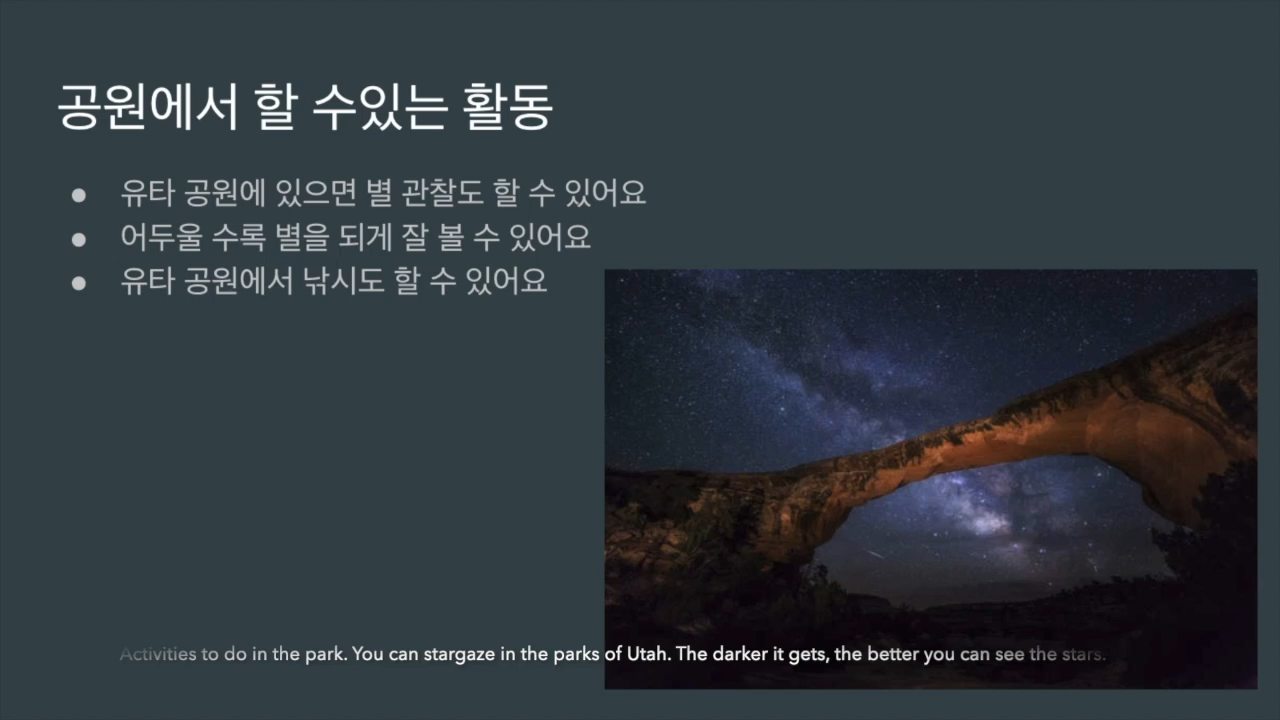 공원에서 할 수있는 활동
● 유타 공원에 있으면 별 관찰도 할 수 있어요
● 어두울 수록 별을 되게 잘 볼 수 있어요
● 유타 공원에서 낚시도 할 수 있어요
Activities to do in the park. You can stargaze in the parks of Utah. The darker it gets, the better you can see the stars.